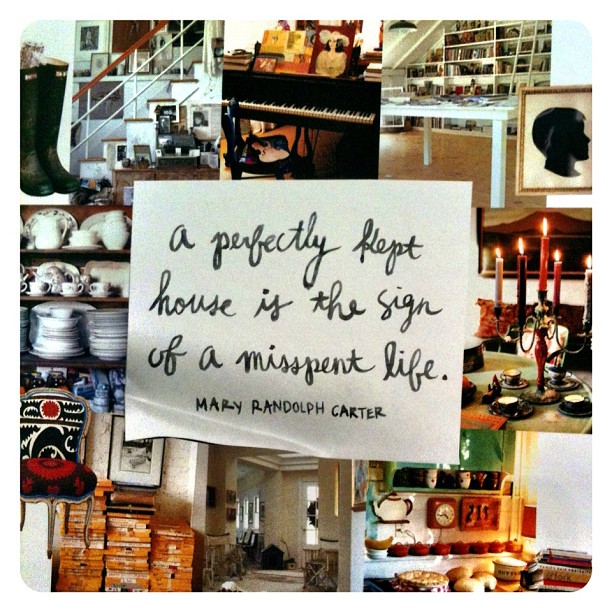 a perfectly kept
house is the sign
of a misspent life.
MARY RANDOLPH CARTER